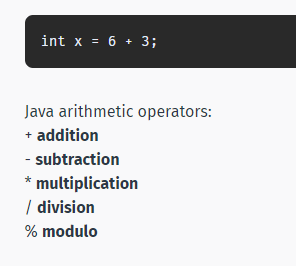 int x = 6 + 3;
Java arithmetic operators:
+ addition
- subtraction
* multiplication
/ division
% modulo